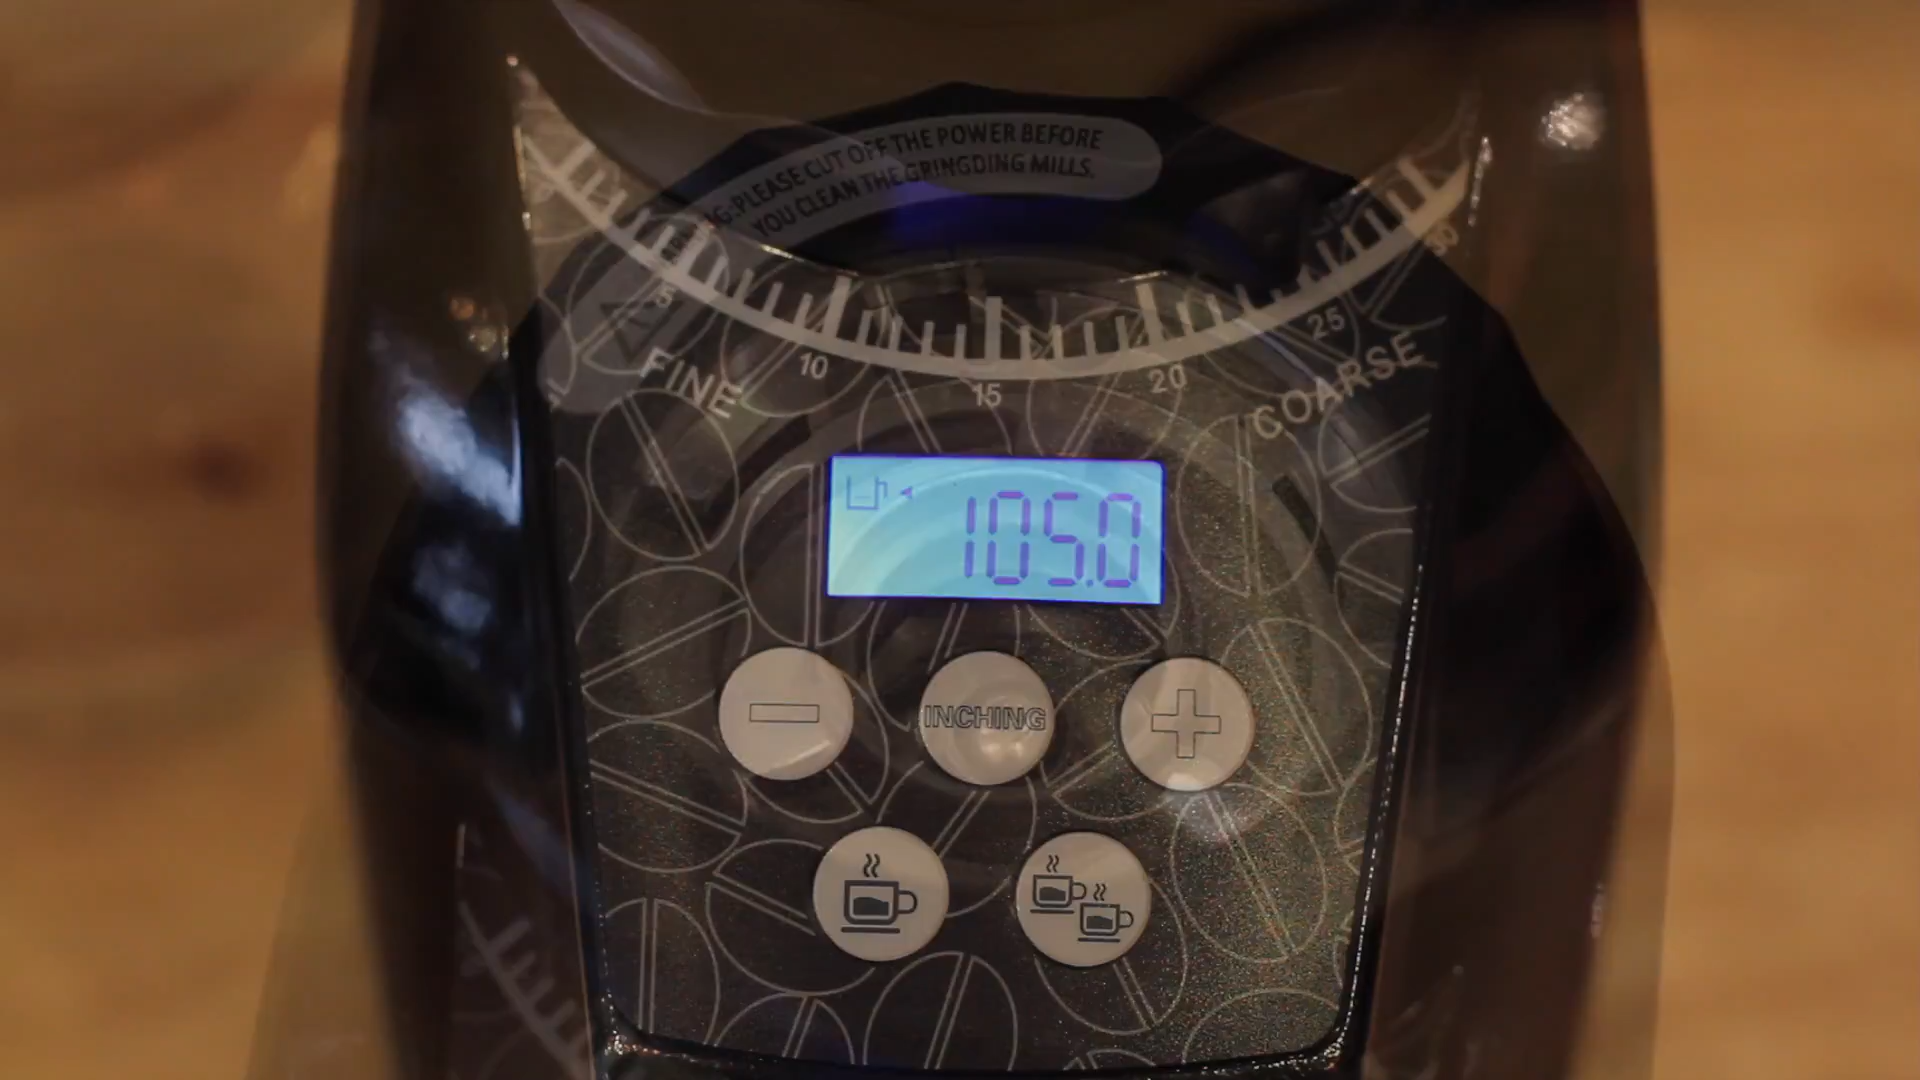 THE POWER BEFORE
PLEASE CUT OFF
YOU CLEAN THE GRINGDING MILLS.
5
10
15
20
25
30
FINE
COARSE
105.0
INCHING